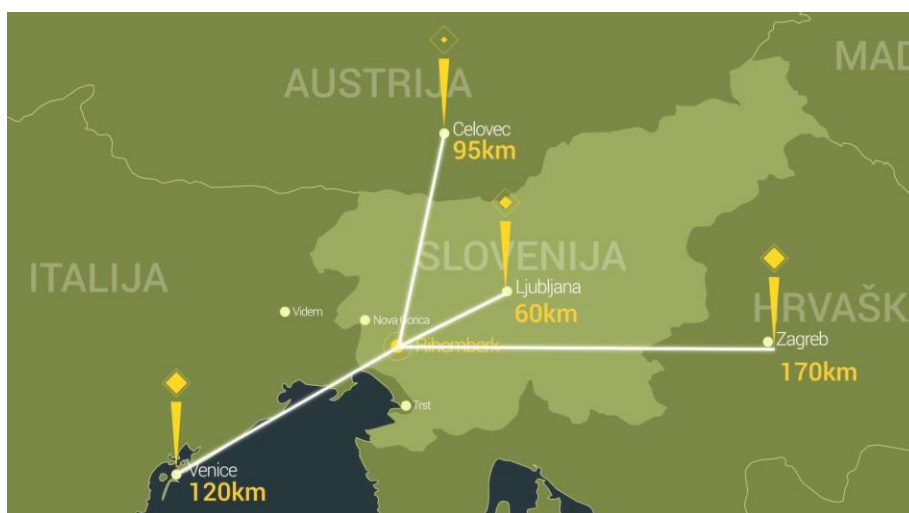 AUSTRIJA
MAD
Celovec
95km
SLOVENIJA
ITALIJA
Ljubljana
60km
HRVAŠK
Videm
Nova Gorica
Rihemberk
Zagreb
170km
Trst
Venice
120km